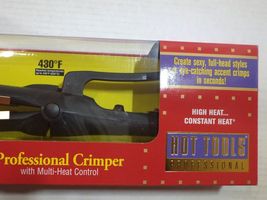 430°F
Create sexy, full-head styles
or eye-catching accent crimps
in seconds!
HIGH HEAT...
CONSTANT HEAT
HOT TOOLS
PROFESSIONAL
Professional Crimper
with Multi-Heat Control